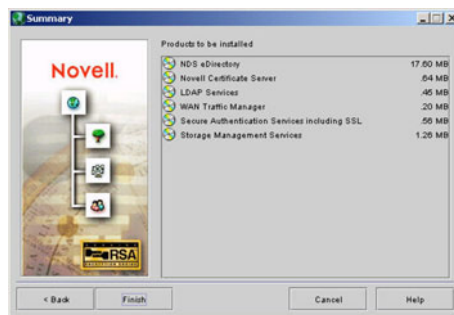 Summary
Products to be installed
Novell.
NDS eDirectory 17.60 MB
Novell Certificate Server .64 MB
LDAP Services .45 MB
WAN Traffic Manager .20 MB
Secure Authentication Services including SSL .56 MB
Storage Management Services 1.26 MB
RSA
< Back
Finish
Cancel
Help